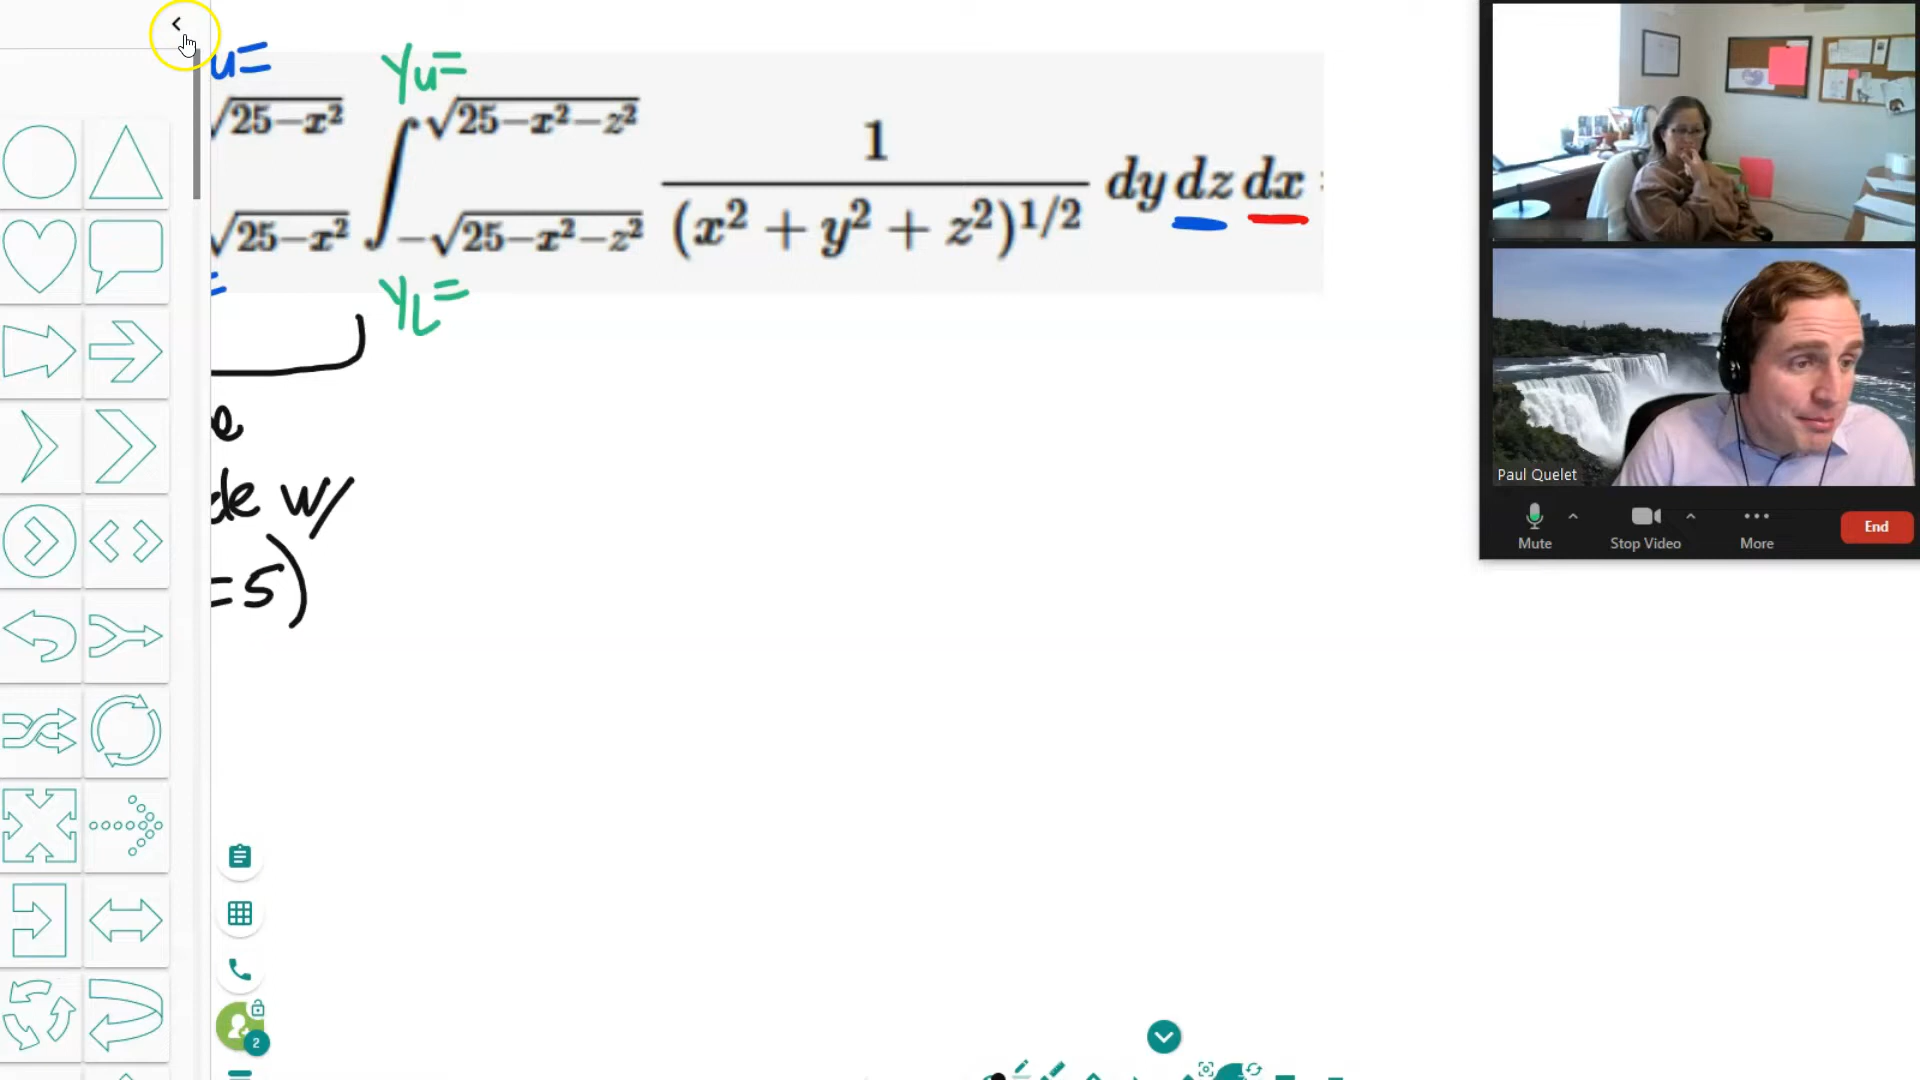 u=
Yu=
√25−x²
√25−x²−z²
∫
1
(x² + y² + z²)1/2
dy dz dx
√25−x²
−√25−x²−z²
=
YL=
e
de w/
=5)
Paul Quelet
Mute
Stop Video
More
End
2